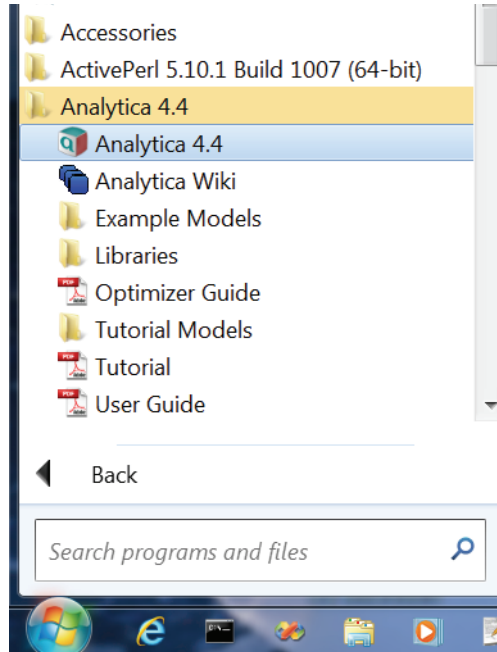 Accessories
ActivePerl 5.10.1 Build 1007 (64-bit)
Analytica 4.4
Analytica 4.4
Analytica Wiki
Example Models
Libraries
Optimizer Guide
Tutorial Models
Tutorial
User Guide
Back
Search programs and files